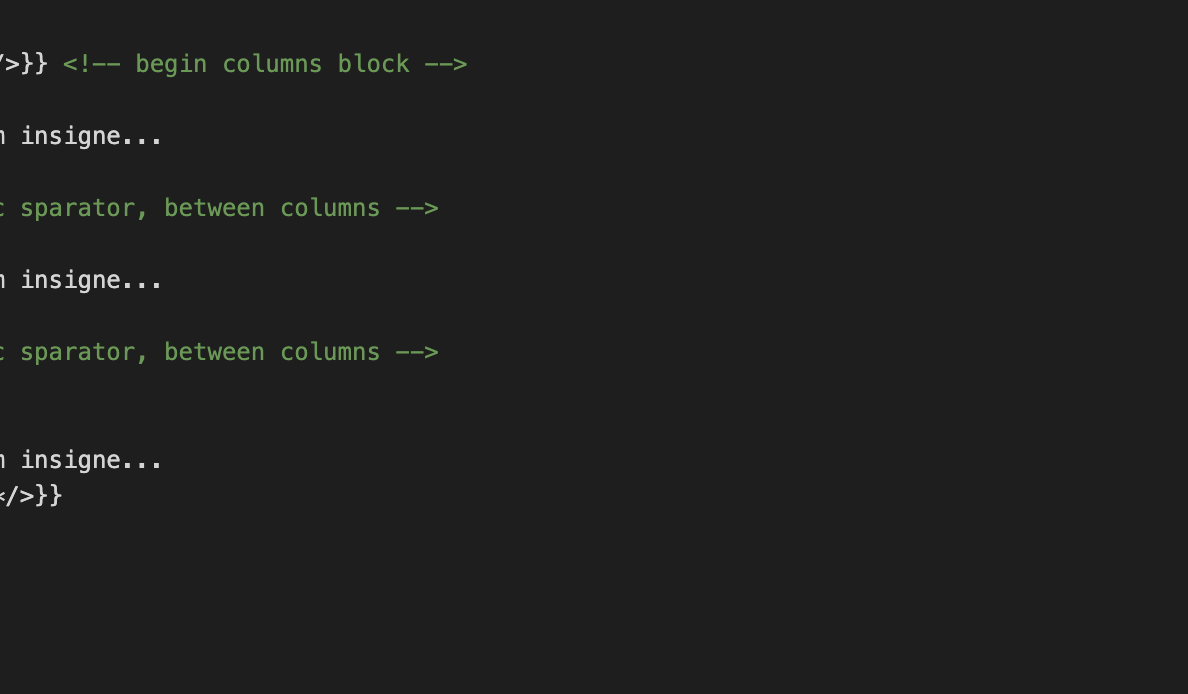 />}} <!-- begin columns block -->
insigne...
sparator, between columns -->
insigne...
sparator, between columns -->
insigne...
</>}}